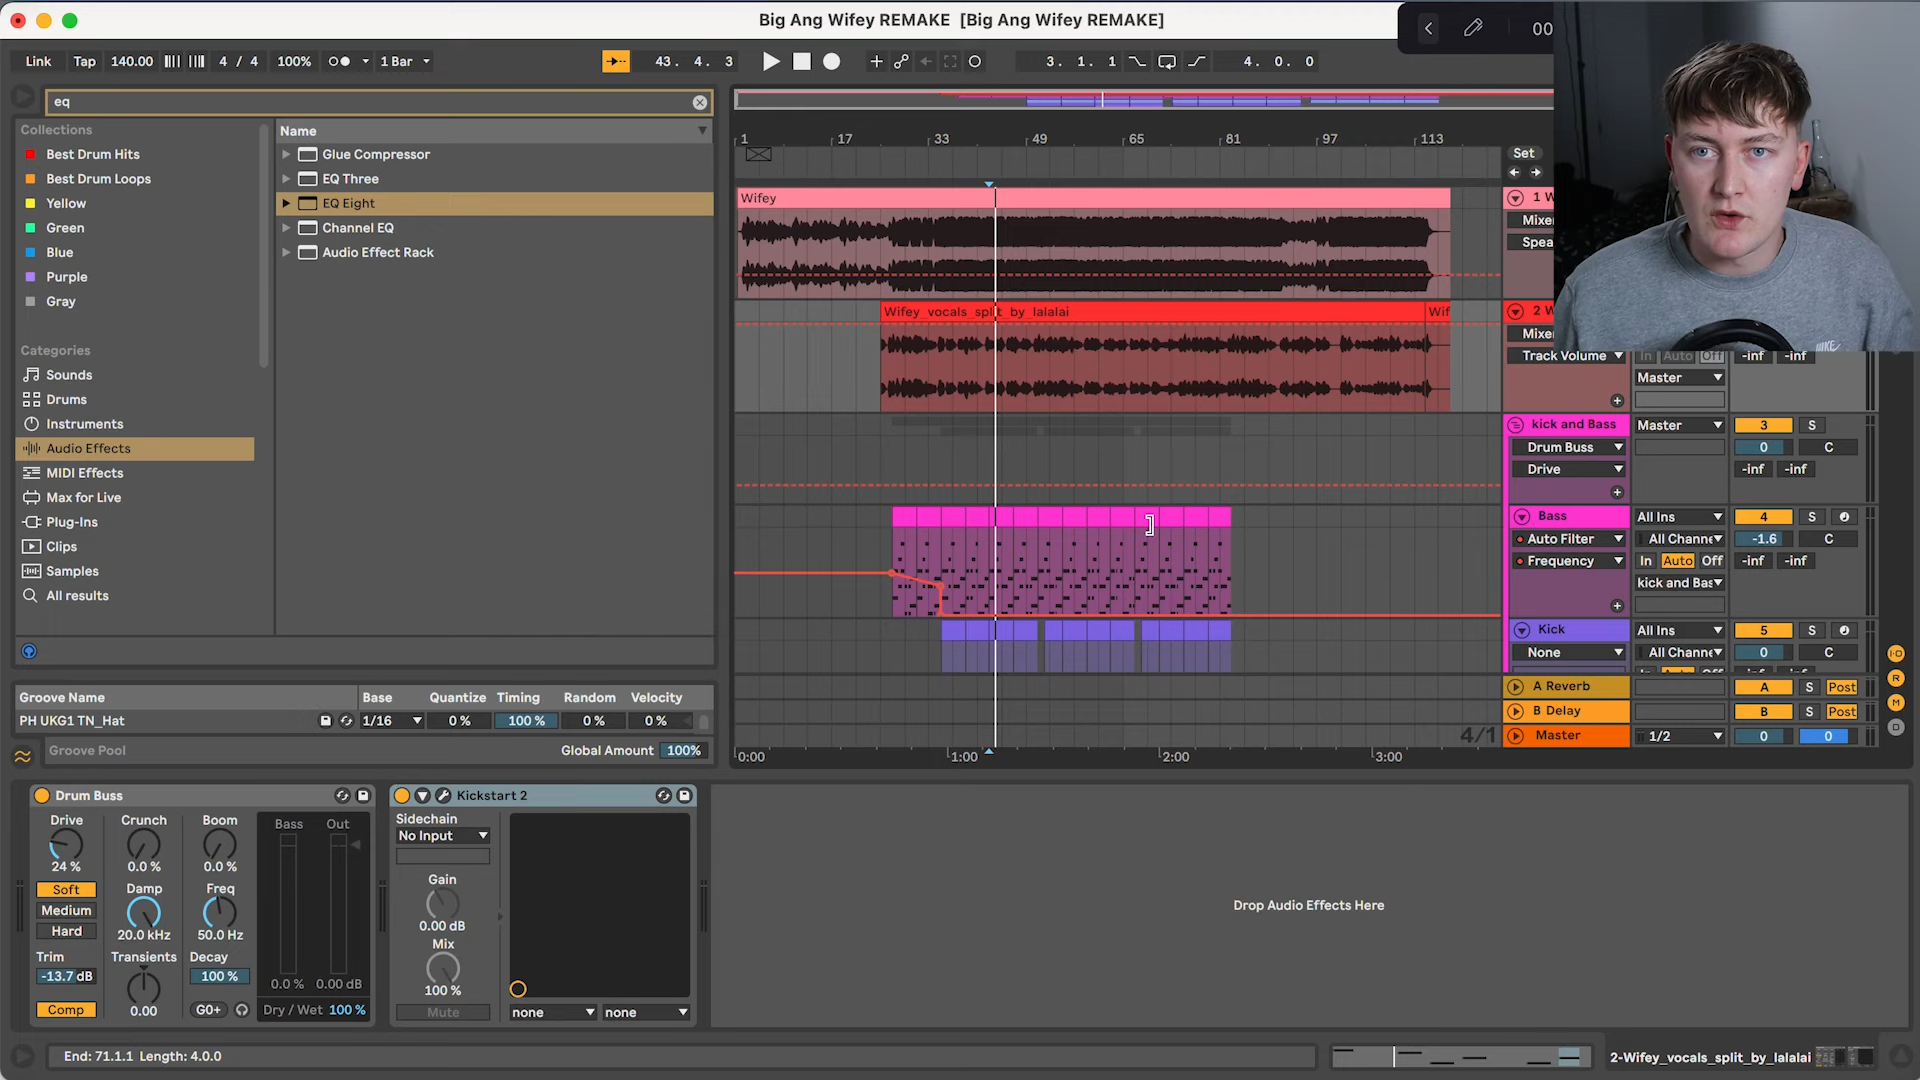 Big Ang Wifey REMAKE [Big Ang Wifey REMAKE]
00
Link Tap 140.00 4 / 4 100% 1 Bar 43. 4. 3 3. 1. 1 4. 0. 0
eq
Collections
Best Drum Hits
Best Drum Loops
Yellow
Green
Blue
Purple
Gray
Categories
Sounds
Drums
Instruments
Audio Effects
MIDI Effects
Max for Live
Plug-Ins
Clips
Samples
All results
Name
Glue Compressor
EQ Three
EQ Eight
Channel EQ
Audio Effect Rack
Groove Name Base Quantize Timing Random Velocity
PH UKG1 TN_Hat 1/16 0 % 100 % 0 % 0 %
Groove Pool Global Amount 100%
1 17 33 49 65 81 97 113
Set
Wifey
1 W
Mixe
Spea
Wifey_vocals_split_by_lalalai Wif
2 W
Mixe
Track Volume In Auto Off -inf -inf
Master
kick and Bass Master 3 S
Drum Buss 0 C
Drive -inf -inf
Bass All Ins 4 S
Auto Filter All Channe -1.6 C
Frequency In Auto Off -inf -inf
kick and Bas
Kick All Ins 5 S
None All Channe 0 C
A Reverb A S Post
B Delay B S Post
4/1 Master 1/2 0 0
0:00 1:00 2:00 3:00
Drum Buss
Drive Crunch Boom Bass Out
24 % 0.0 % 0.0 %
Soft Damp Freq
Medium
Hard 20.0 kHz 50.0 Hz
Trim Transients Decay
-13.7 dB 100 % 0.0 % 0.00 dB
Comp 0.00 G0+ Dry / Wet 100 %
Kickstart 2
Sidechain
No Input
Gain
0.00 dB
Mix
100 %
Mute none none
Drop Audio Effects Here
End: 71.1.1 Length: 4.0.0
2-Wifey_vocals_split_by_lalalai